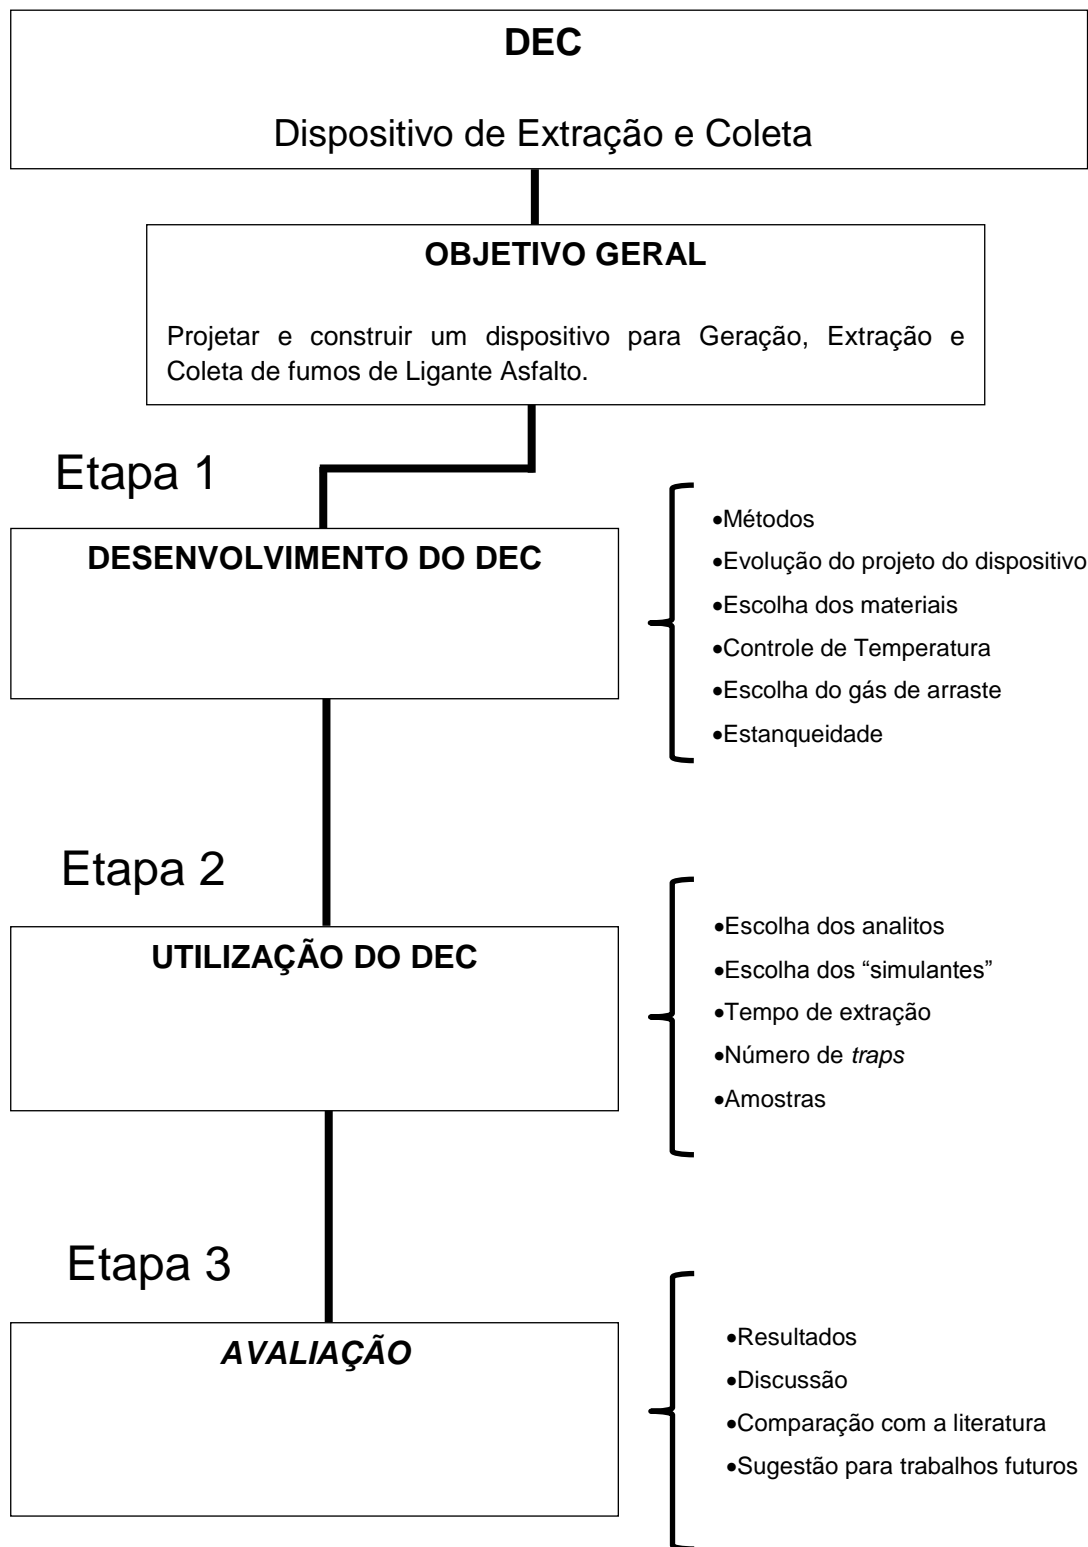 DEC
Dispositivo de Extração e Coleta
OBJETIVO GERAL
Projetar e construir um dispositivo para Geração, Extração e
Coleta de fumos de Ligante Asfalto.
Etapa 1
DESENVOLVIMENTO DO DEC
•Métodos
•Evolução do projeto do dispositivo
•Escolha dos materiais
•Controle de Temperatura
•Escolha do gás de arraste
•Estanqueidade
Etapa 2
UTILIZAÇÃO DO DEC
•Escolha dos analitos
•Escolha dos “simulantes”
•Tempo de extração
•Número de traps
•Amostras
Etapa 3
AVALIAÇÃO
•Resultados
•Discussão
•Comparação com a literatura
•Sugestão para trabalhos futuros